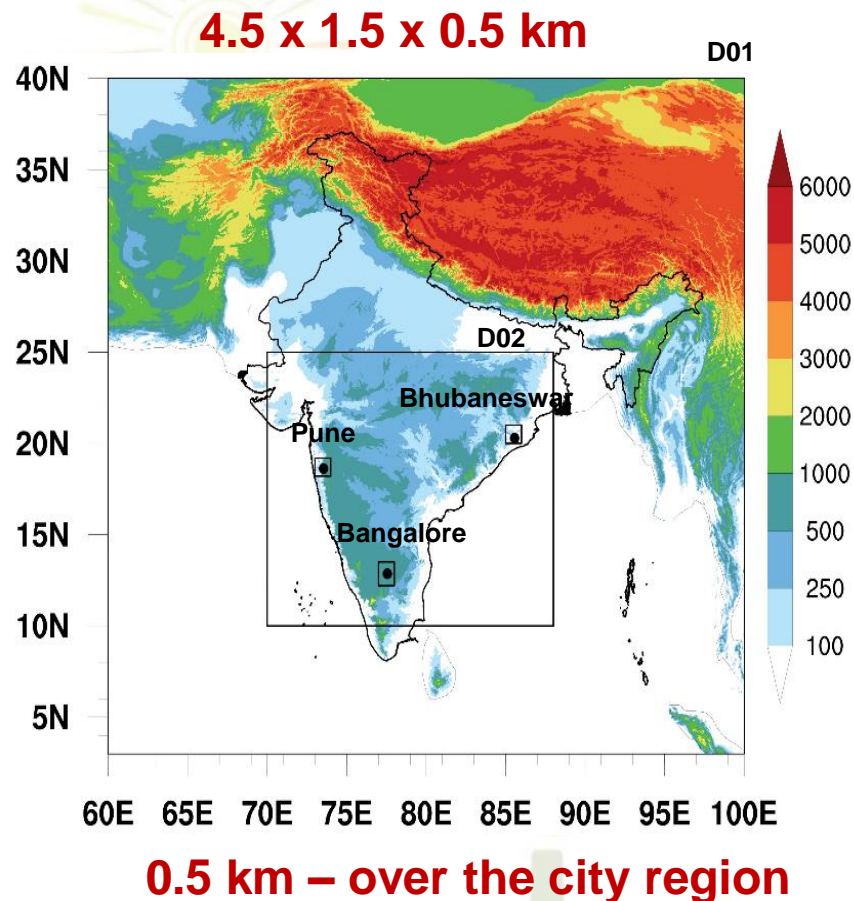 4.5 x 1.5 x 0.5 km
D01
40N
35N
30N
25N
20N
15N
10N
5N
D02
Bhubaneswar
Pune
Bangalore
6000
5000
4000
3000
2000
1000
500
250
100
60E 65E 70E 75E 80E 85E 90E 95E 100E
0.5 km – over the city region